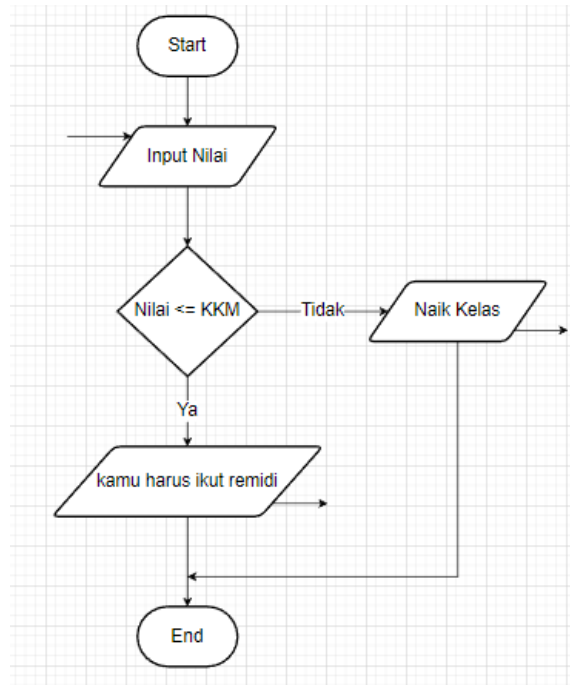 Start
Input Nilai
Nilai <= KKM
Tidak
Naik Kelas
Ya
kamu harus ikut remidi
End